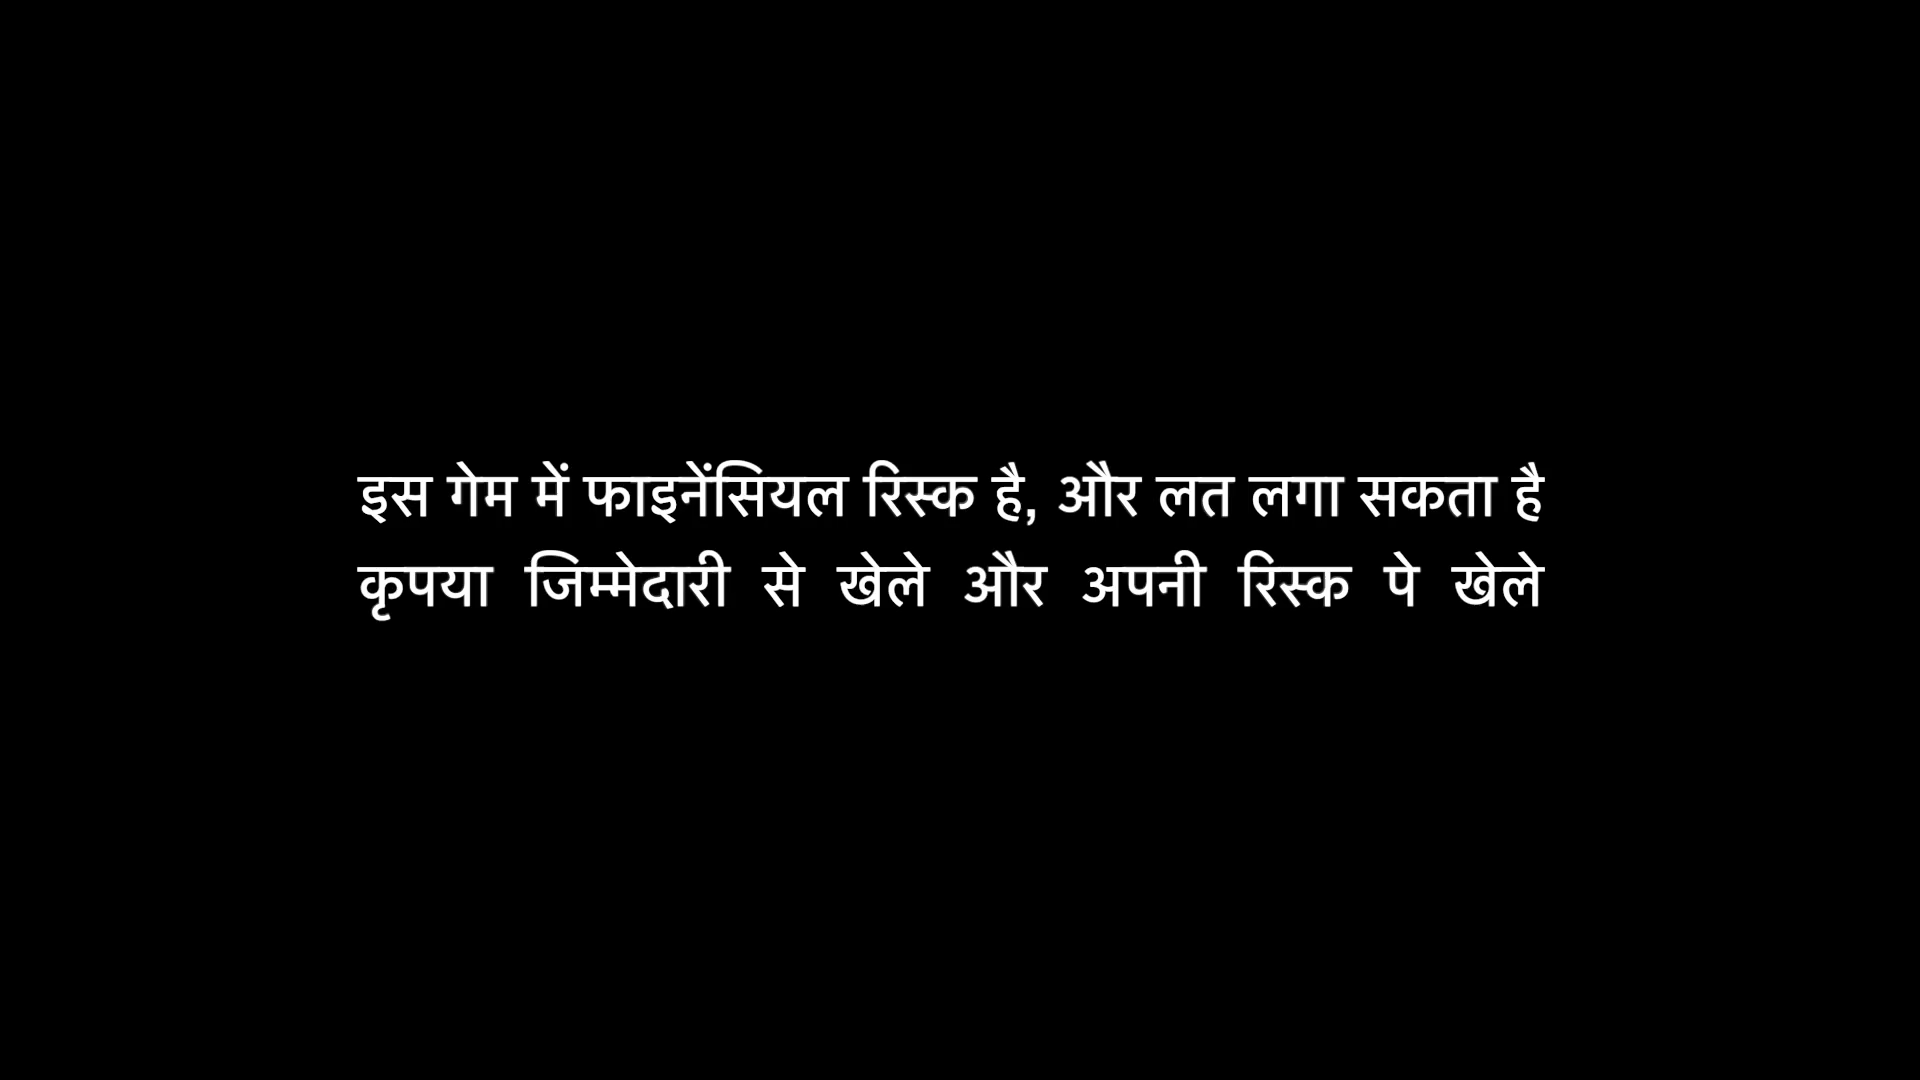 इस गेम में फाइनेंसियल रिस्क है, और लत लगा सकता है
कृपया जिम्मेदारी से खेले और अपनी रिस्क पे खेले